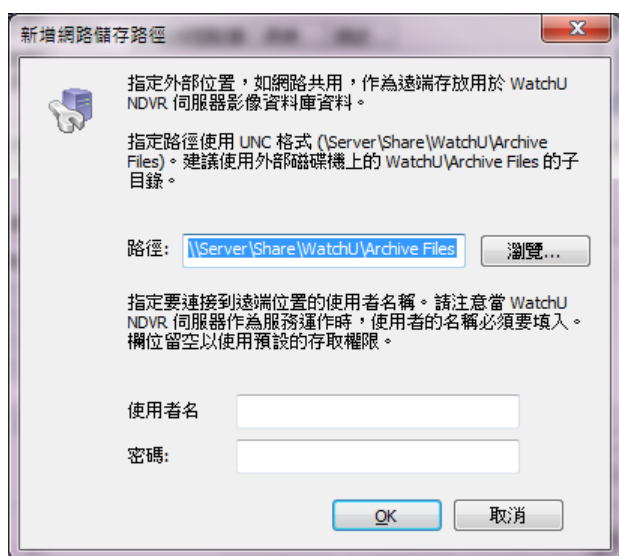 新增網路儲存路徑
指定外部位置，如網路共用，作為遠端存放用於 WatchU
NDVR 伺服器影像資料庫資料。
指定路徑使用 UNC 格式 (\Server\Share\WatchU\Archive
Files)。建議使用外部磁碟機上的 WatchU\Archive Files 的子
目錄。
路徑: \\Server\Share\WatchU\Archive Files 瀏覽...
指定要連接到遠端位置的使用者名稱。請注意當 WatchU
NDVR 伺服器作為服務運作時，使用者的名稱必須要填入。
欄位留空以使用預設的存取權限。
使用者名
密碼:
OK 取消